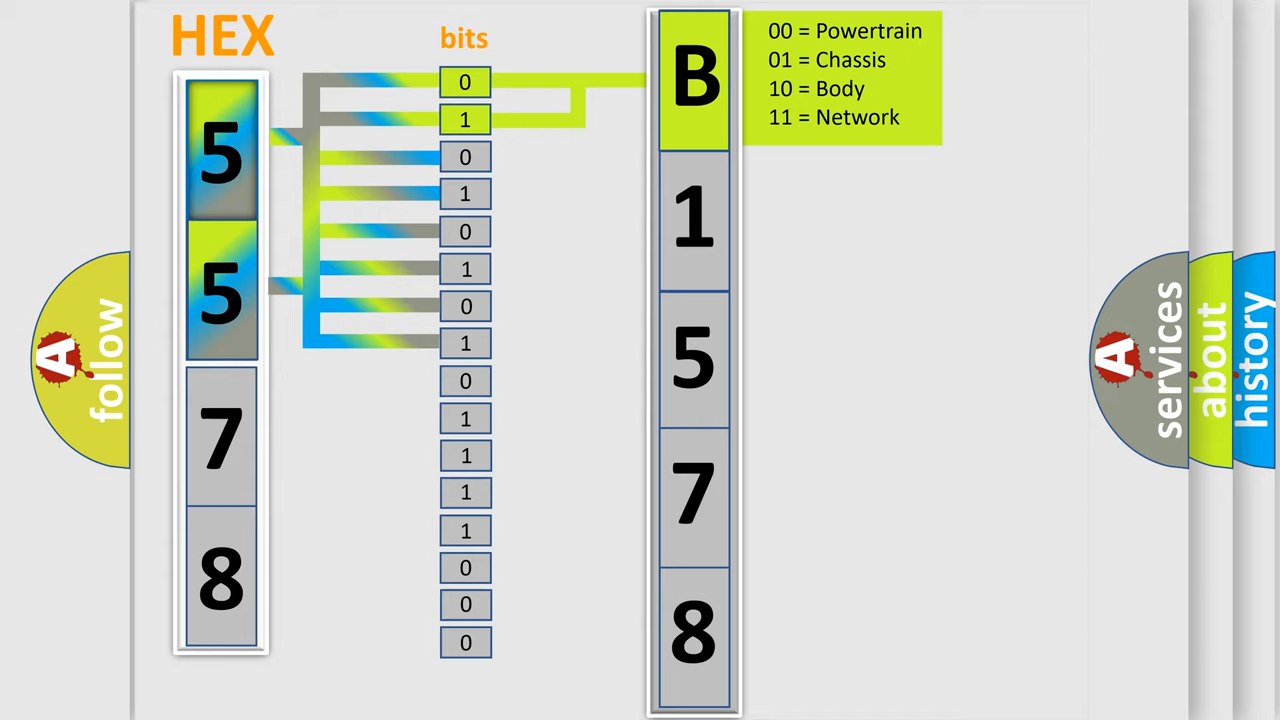 HEX
bits
5
5
7
8
0
1
0
1
0
1
0
1
0
1
1
1
1
0
0
0
B
1
5
7
8
00 = Powertrain
01 = Chassis
10 = Body
11 = Network
A
follow
A
services
about
history